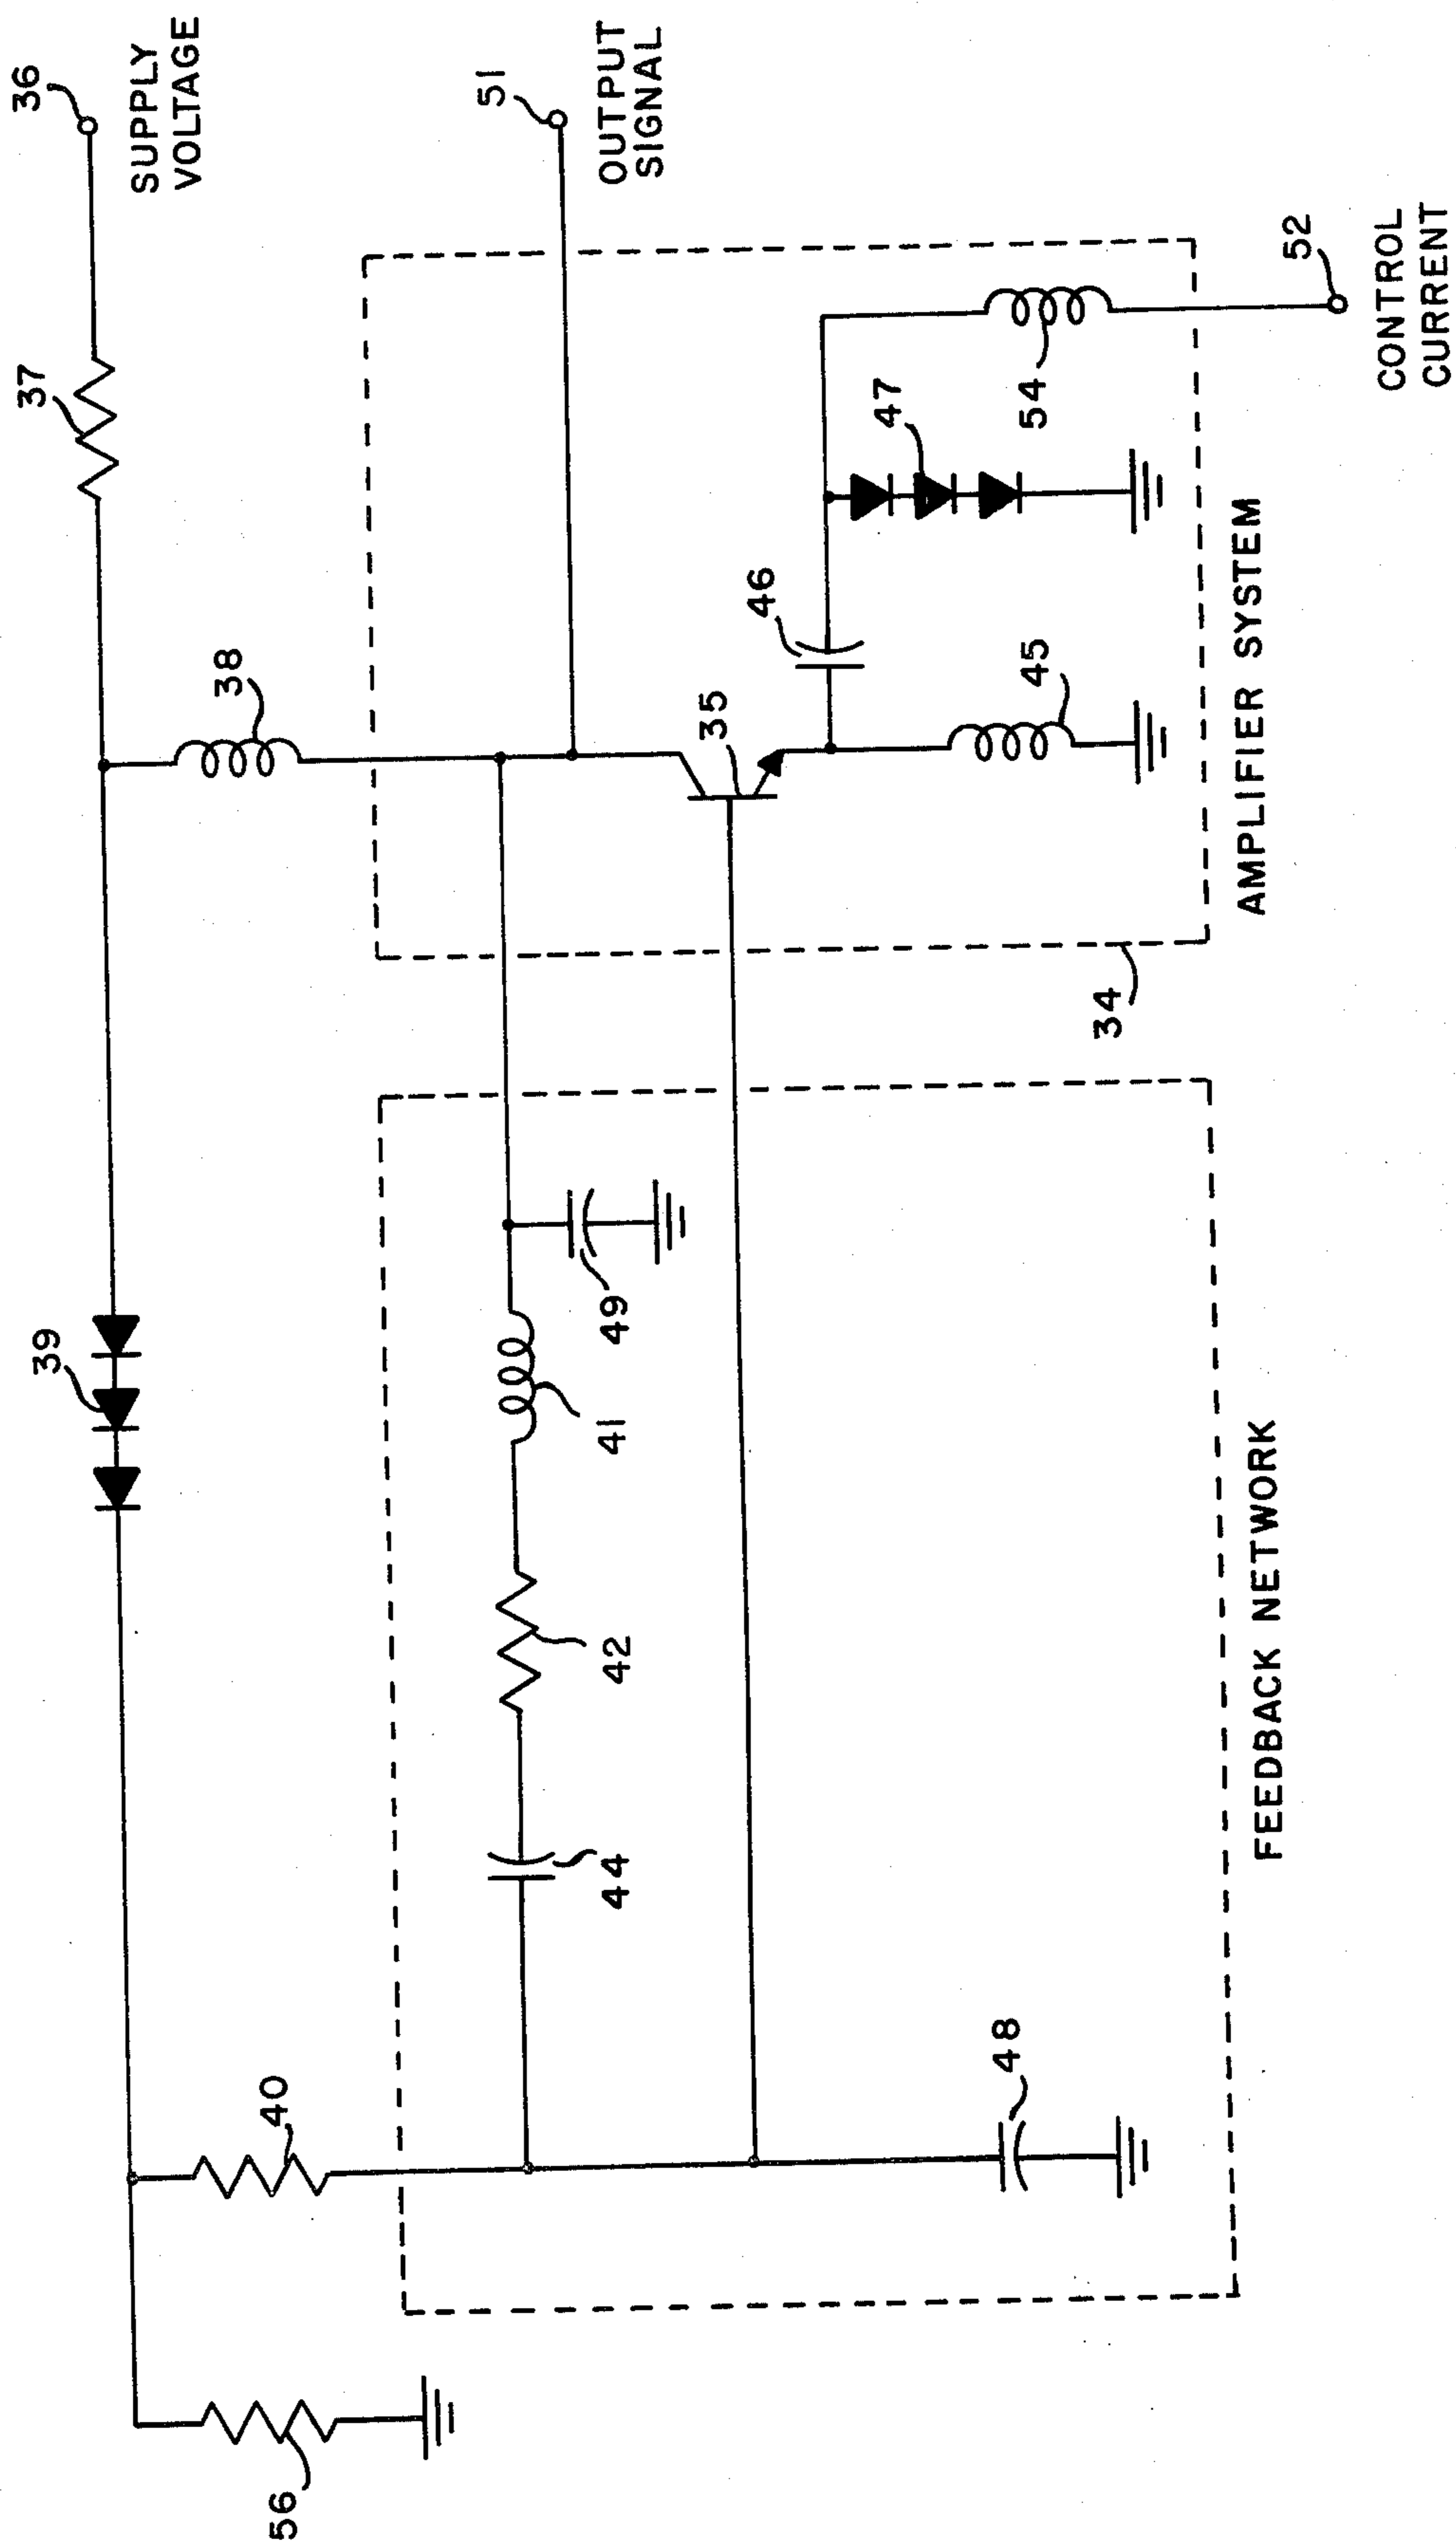 36
SUPPLY
VOLTAGE
37
38
39
40
56
51
OUTPUT
SIGNAL
49
41
42
44
48
35
46
47
45
54
52
CONTROL
CURRENT
34
AMPLIFIER SYSTEM
FEEDBACK NETWORK